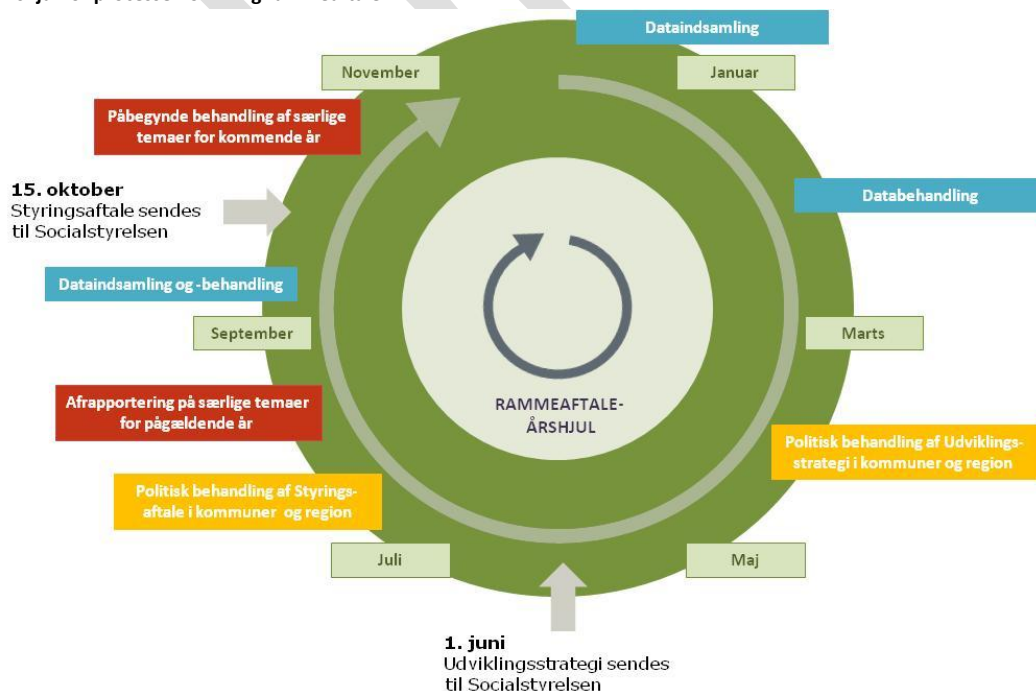 Dataindsamling
November
Januar
Påbegynde behandling af særlige
temaer for kommende år
15. oktober
Styringsaftale sendes
til Socialstyrelsen
Databehandling
Dataindsamling og -behandling
September
Marts
RAMMEAFTALE-
ÅRSHJUL
Afrapportering på særlige temaer
for pågældende år
Politisk behandling af Udviklings-
strategi i kommuner og region
Politisk behandling af Styrings-
aftale i kommuner og region
Juli
Maj
1. juni
Udviklingsstrategi sendes
til Socialstyrelsen